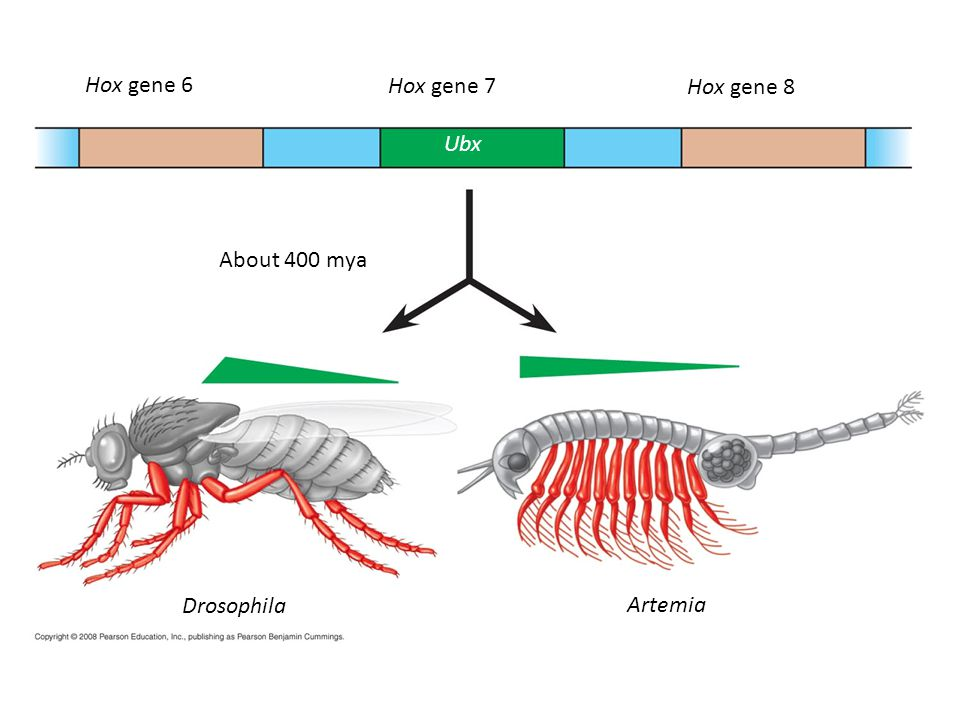 Hox gene 6
Hox gene 7
Hox gene 8
Ubx
About 400 mya
Drosophila
Artemia
Copyright © 2008 Pearson Education, Inc., publishing as Pearson Benjamin Cummings.